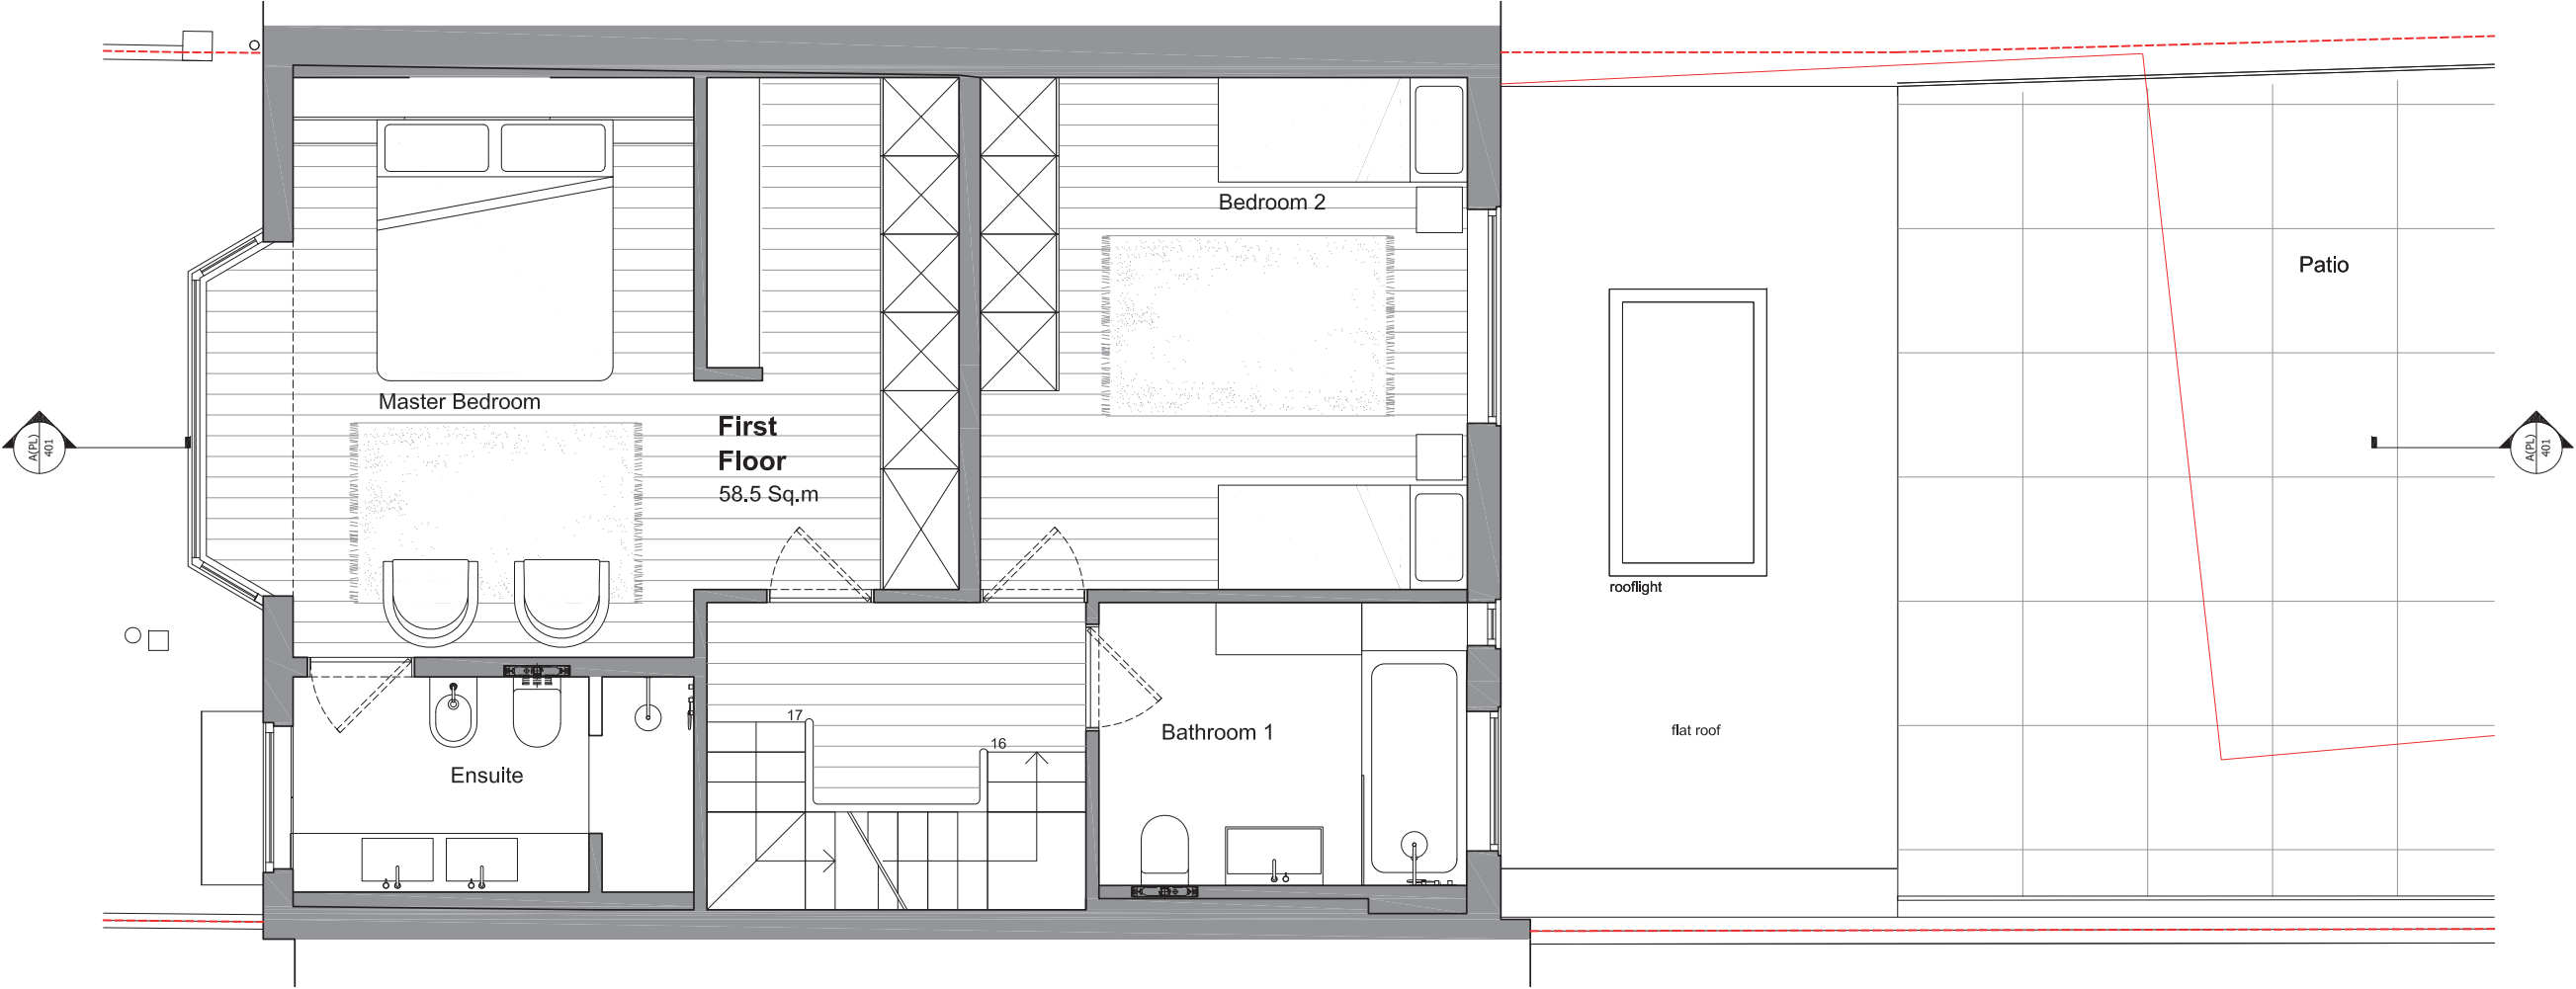 Bedroom 2
Patio
Master Bedroom
First
Floor
58.5 Sq.m
A(PL)
401
A(PL)
401
rooflight
17
16
Bathroom 1
flat roof
Ensuite